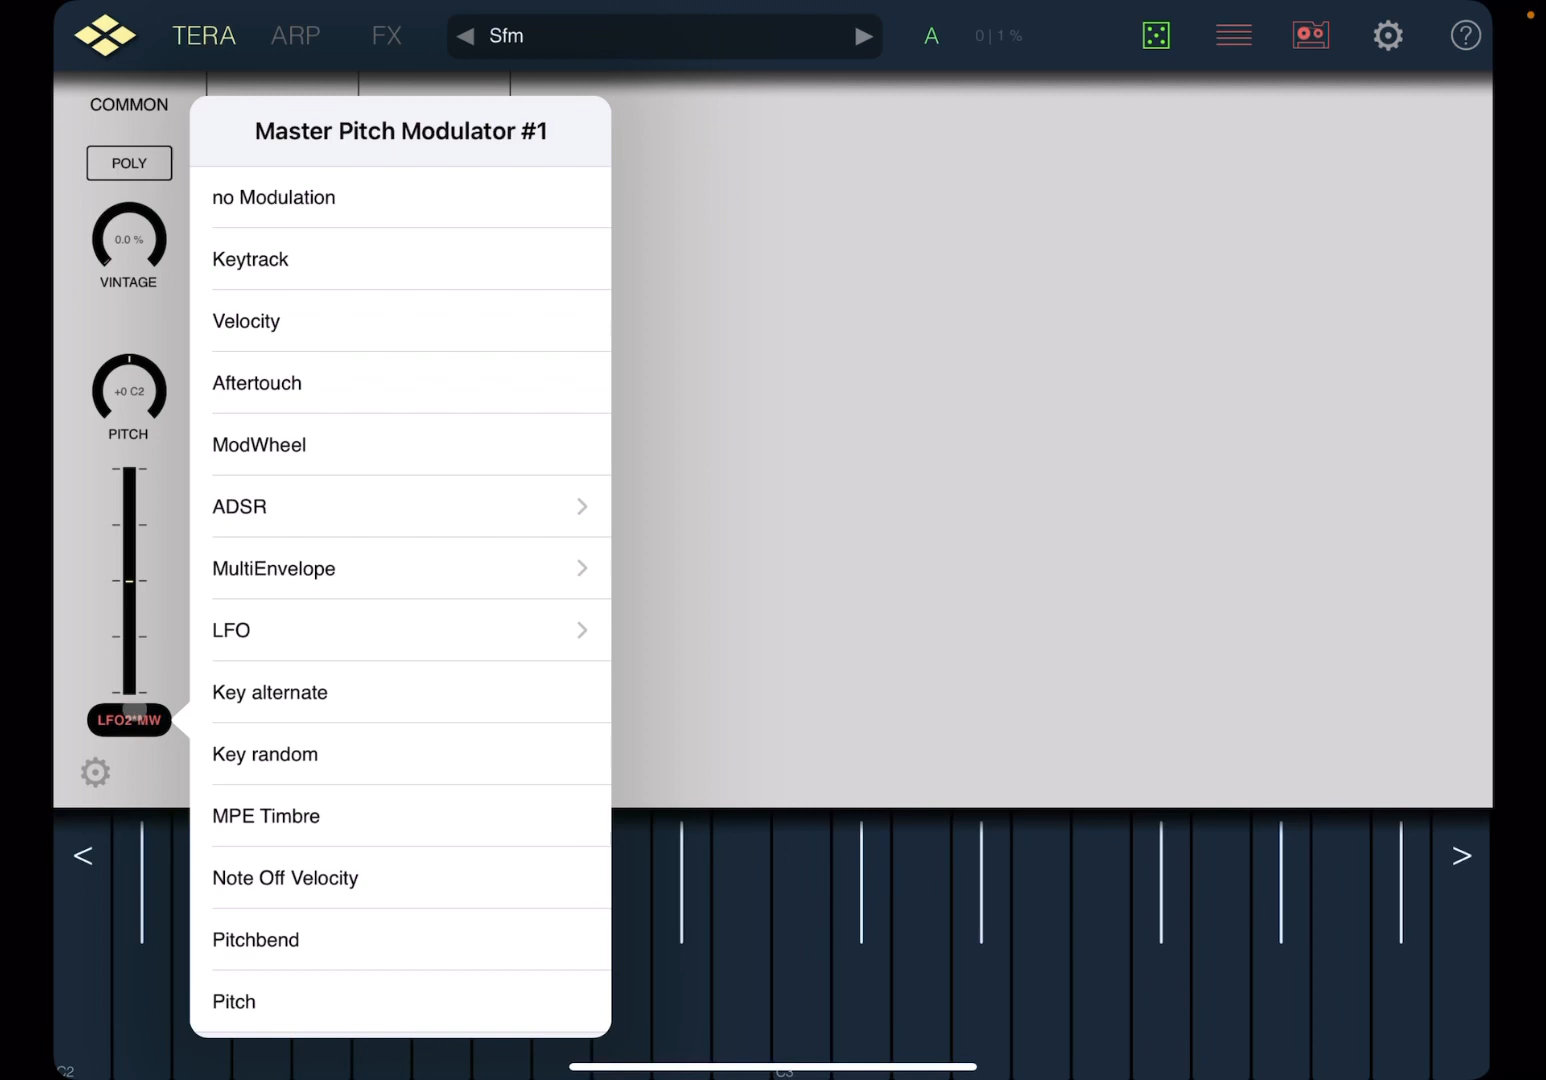 TERA
ARP
FX
Sfm
A
0 | 1 %
?
COMMON
POLY
0.0 %
VINTAGE
+0 C2
PITCH
LFO2*MW
Master Pitch Modulator #1
no Modulation
Keytrack
Velocity
Aftertouch
ModWheel
ADSR
MultiEnvelope
LFO
Key alternate
Key random
MPE Timbre
Note Off Velocity
Pitchbend
Pitch
<
>
C2
C3